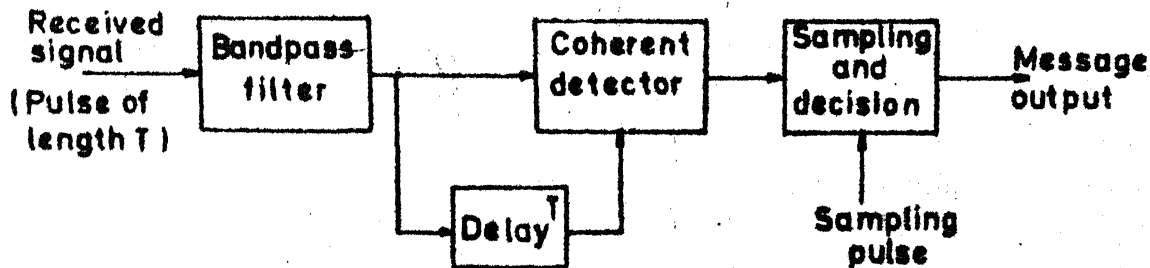 Received
signal
(Pulse of
length T)
Bandpass
filter
Coherent
detector
Sampling
and
decision
Message
output
Delay T
Sampling
pulse